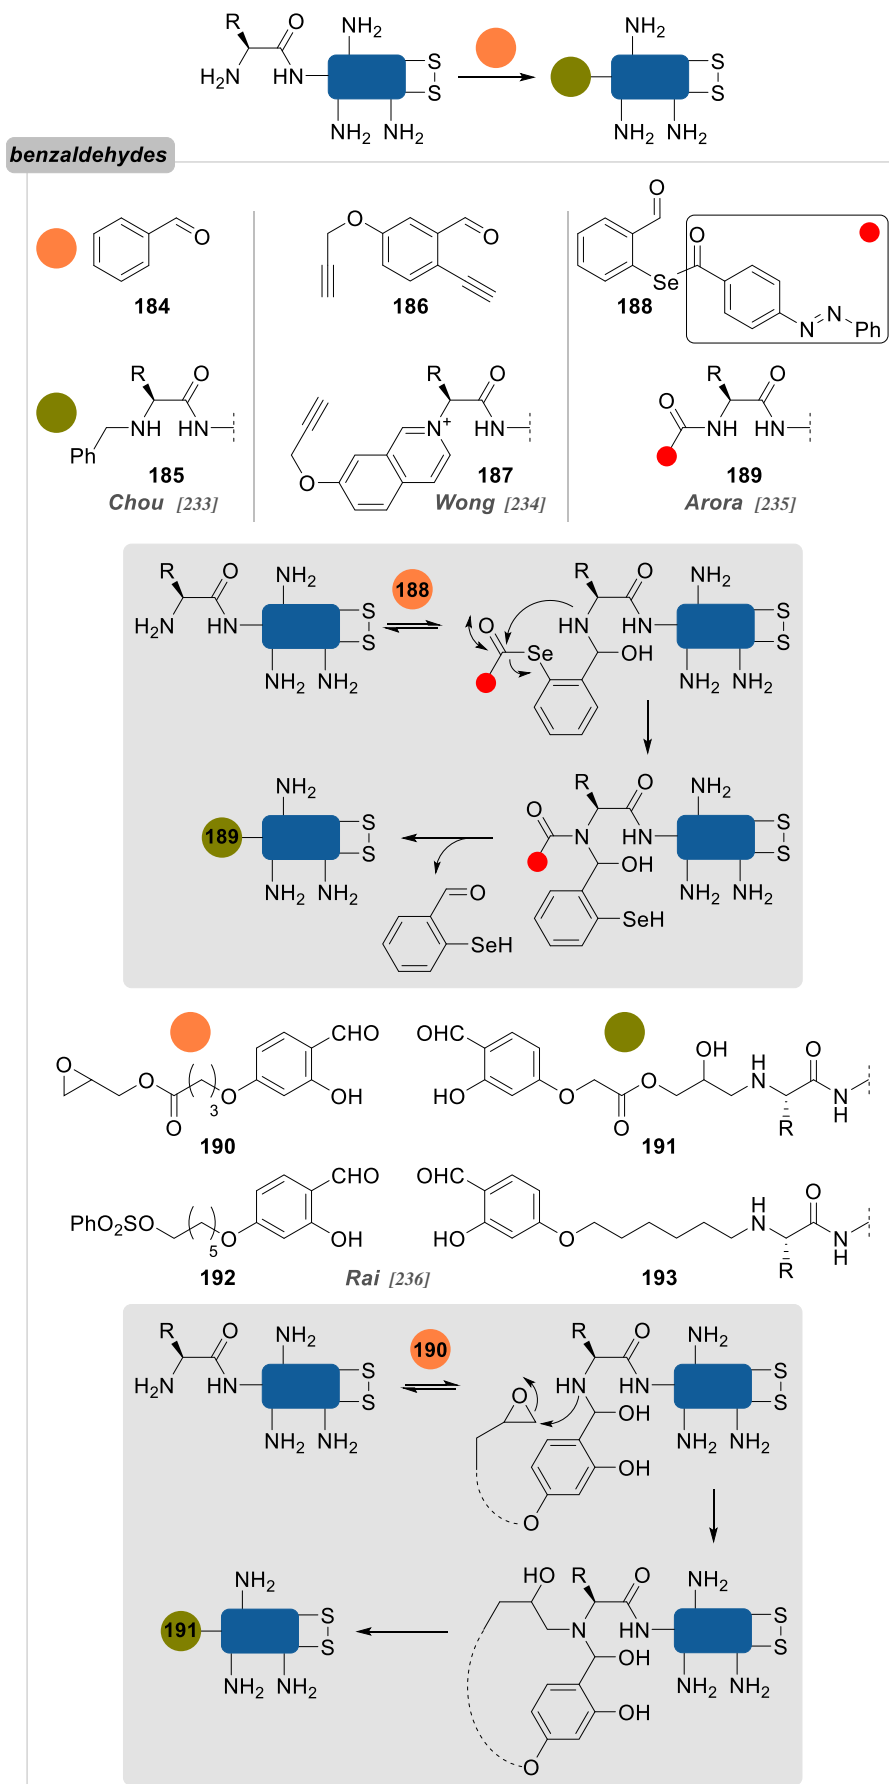 R O NH2 S
H2N HN S
NH2 NH2
NH2 S
S
NH2 NH2
benzaldehydes
O
184
O O
186
O
O
Se
N N Ph
188
R O
NH HN
Ph
185
Chou [233]
R O
N+ HN
O
187
Wong [234]
R O
O NH HN
189
Arora [235]
R O NH2 S
H2N HN S
NH2 NH2
188
R O NH2 S
O HN HN S
Se OH
NH2 NH2
NH2 S
189 S
NH2 NH2
R O NH2 S
O N HN S
OH
NH2 NH2
SeH
O
SeH
O O CHO
( )3 O OH
O
190
OHC OH H O
HO O O N N
O R H
191
CHO
PhO2SO ( )5 O OH
192
Rai [236]
OHC H O
HO O N N
R H
193
R O NH2 S
H2N HN S
NH2 NH2
190
R O NH2 S
O HN HN S
OH
NH2 NH2
OH
O
NH2 S
191 S
NH2 NH2
HO R O NH2 S
N HN S
OH
NH2 NH2
OH
O